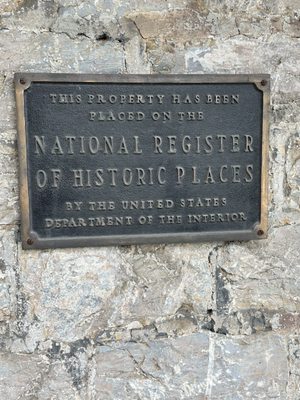 THIS PROPERTY HAS BEEN
PLACED ON THE
NATIONAL REGISTER
OF HISTORIC PLACES
BY THE UNITED STATES
DEPARTMENT OF THE INTERIOR